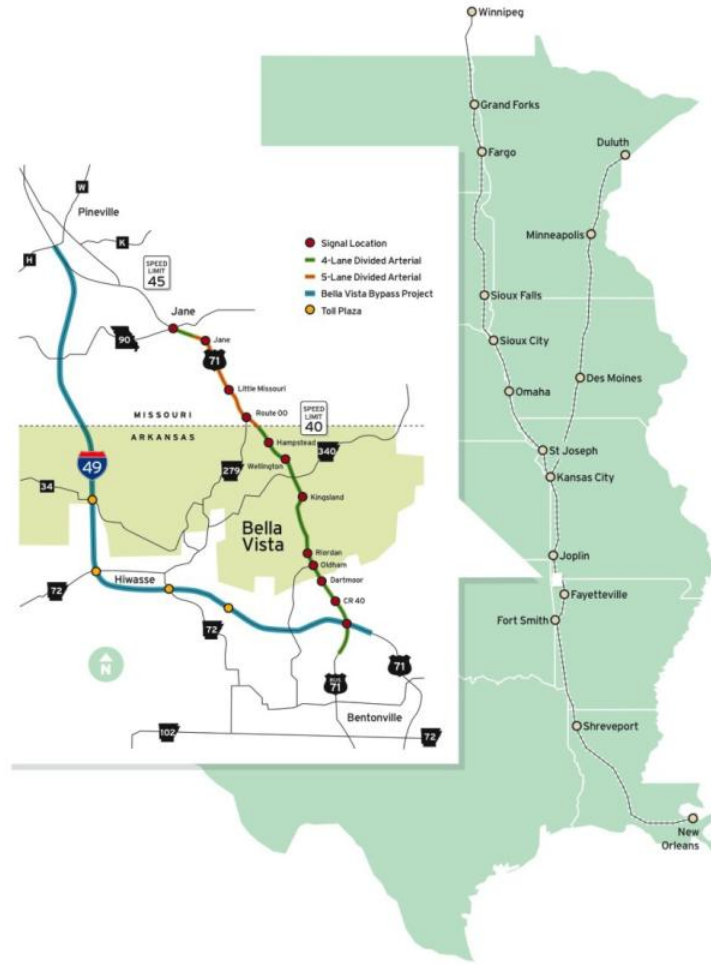 Winnipeg
Grand Forks
Fargo
Duluth
Minneapolis
Sioux Falls
Sioux City
Des Moines
Omaha
St Joseph
Kansas City
Joplin
Fayetteville
Fort Smith
Shreveport
New
Orleans
W
Pineville
K
H
SPEED
LIMIT
45
Signal Location
4-Lane Divided Arterial
5-Lane Divided Arterial
Bella Vista Bypass Project
Toll Plaza
Jane
90
Jane
71
Little Missouri
Route 00
MISSOURI
ARKANSAS
SPEED
LIMIT
40
49
Hampstead
340
279
Wellington
34
Kingsland
Bella
Vista
Riordan
Oldham
Dartmoor
Hiwasse
72
CR 40
72
71
N
BUS
71
Bentonville
102
72